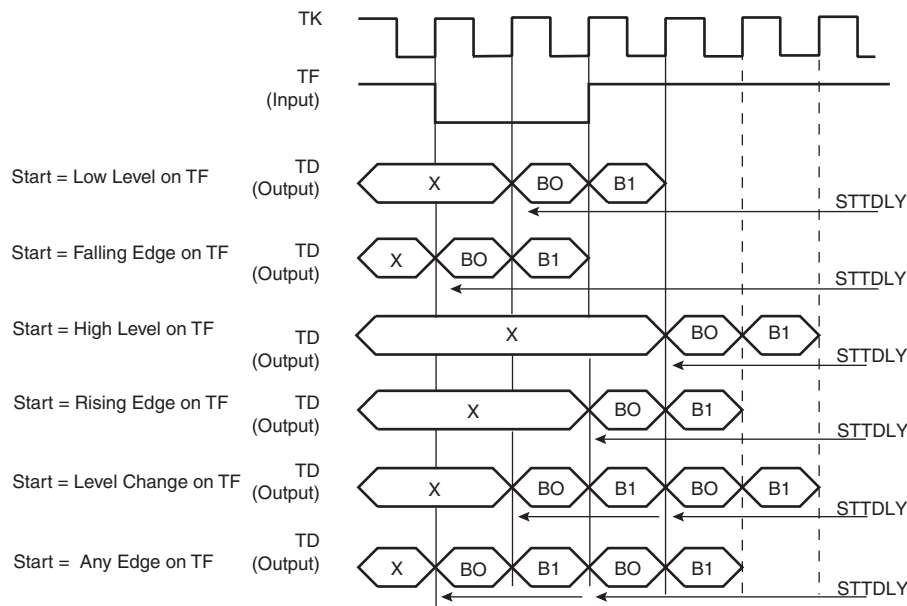 TK
TF
(Input)
Start = Low Level on TF
TD
(Output)
X
BO
B1
STTDLY
Start = Falling Edge on TF
TD
(Output)
X
BO
B1
STTDLY
Start = High Level on TF
TD
(Output)
X
BO
B1
STTDLY
Start = Rising Edge on TF
TD
(Output)
X
BO
B1
STTDLY
Start = Level Change on TF
TD
(Output)
X
BO
B1
BO
B1
STTDLY
Start = Any Edge on TF
TD
(Output)
X
BO
B1
BO
B1
STTDLY